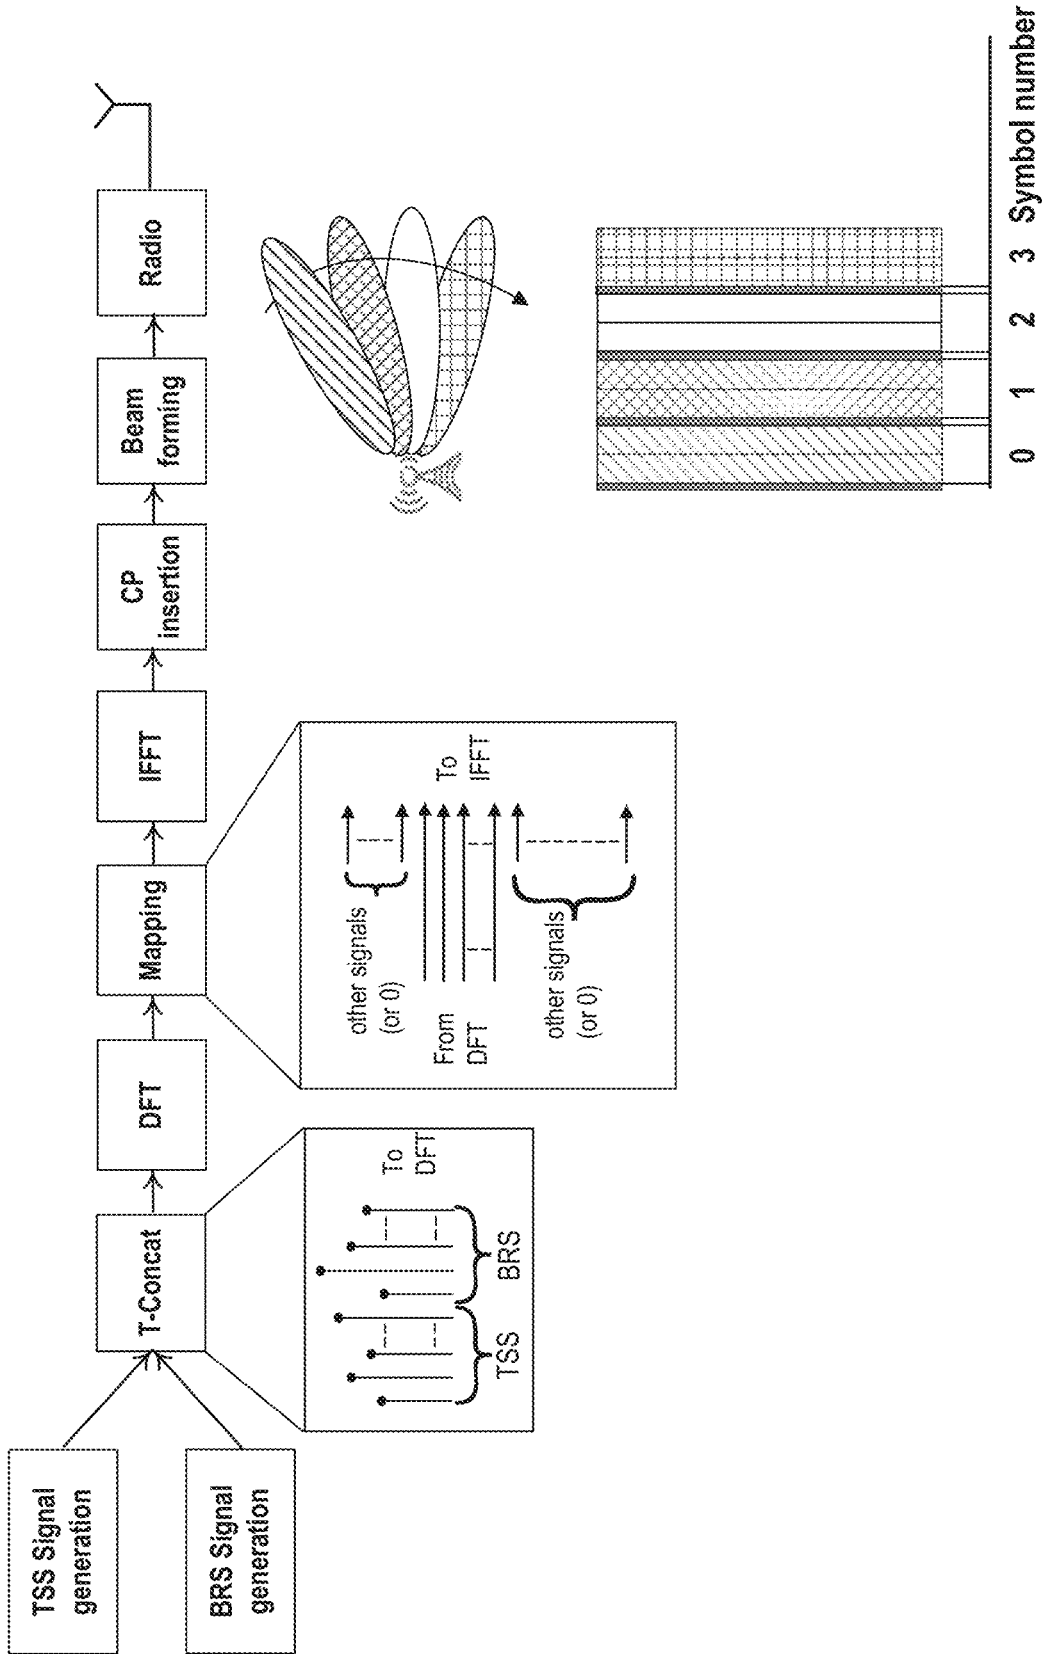 TSS Signal
generation
BRS Signal
generation
T-Concat
DFT
Mapping
IFFT
CP
insertion
Beam
forming
Radio
TSS
BRS
To
DFT
other signals
(or 0)
From
DFT
other signals
(or 0)
To
IFFT
0 1 2 3 Symbol number